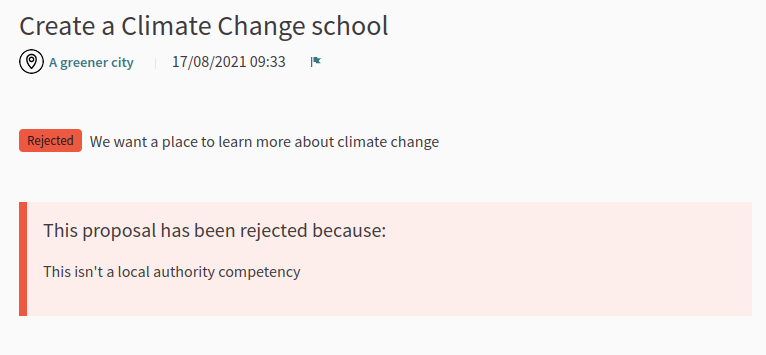 Create a Climate Change school
A greener city 17/08/2021 09:33
Rejected We want a place to learn more about climate change
This proposal has been rejected because:
This isn't a local authority competency